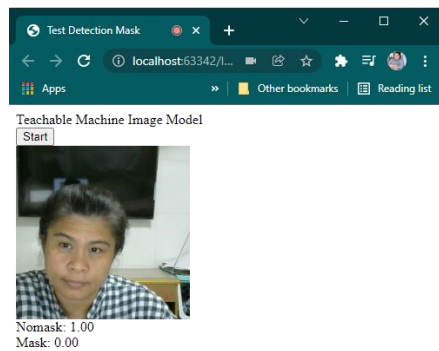 Test Detection Mask
localhost:63342/l...
Apps
»
Other bookmarks
Reading list
Teachable Machine Image Model
Start
Nomask: 1.00
Mask: 0.00